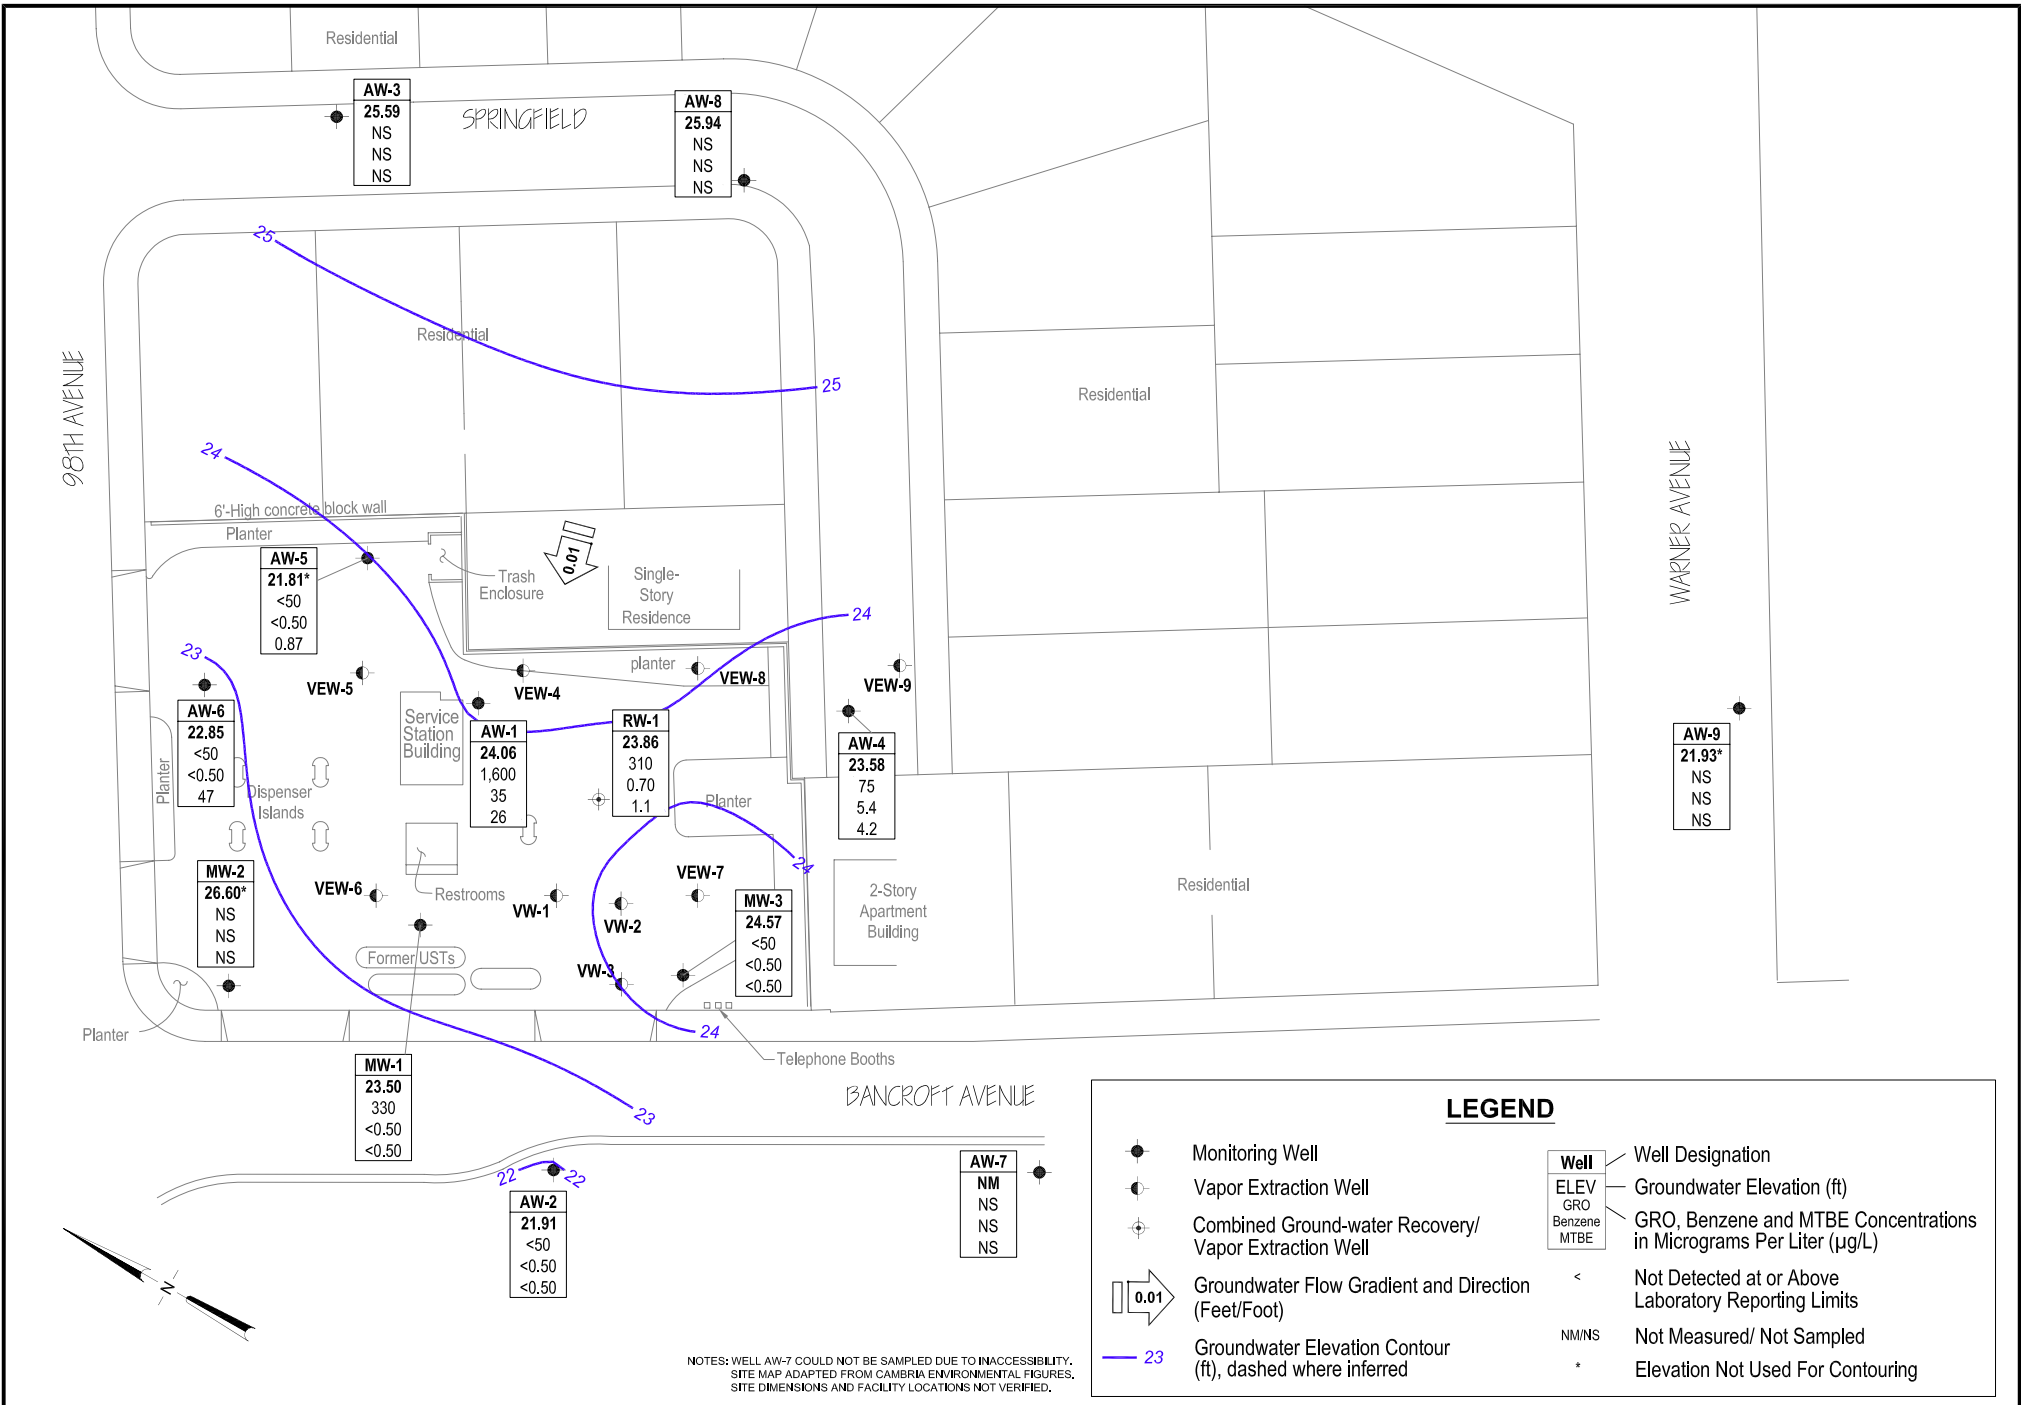 Residential
AW-3
25.59
NS
NS
NS
SPRINGFIELD
AW-8
25.94
NS
NS
NS
25
Residential
25
Residential
98TH AVENUE
WARNER AVENUE
24
6'-High concrete block wall
Planter
AW-5
21.81*
<50
<0.50
0.87
Trash
Enclosure
0.01
Single-
Story
Residence
24
23
VEW-5
VEW-4
planter
VEW-8
VEW-9
AW-6
22.85
<50
<0.50
47
Service
Station
Building
AW-1
24.06
1,600
35
26
RW-1
23.86
310
0.70
1.1
AW-4
23.58
75
5.4
4.2
AW-9
21.93*
NS
NS
NS
Planter
Dispenser
Islands
Planter
24
MW-2
26.60*
NS
NS
NS
VEW-6
Restrooms
VW-1
VW-2
VEW-7
MW-3
24.57
<50
<0.50
<0.50
2-Story
Apartment
Building
Residential
Former USTs
VW-3
24
Planter
Telephone Booths
MW-1
23.50
330
<0.50
<0.50
23
BANCROFT AVENUE
22
22
AW-2
21.91
<50
<0.50
<0.50
AW-7
NM
NS
NS
NS
N
NOTES: WELL AW-7 COULD NOT BE SAMPLED DUE TO INACCESSIBILITY.
SITE MAP ADAPTED FROM CAMBRIA ENVIRONMENTAL FIGURES.
SITE DIMENSIONS AND FACILITY LOCATIONS NOT VERIFIED.
LEGEND
Monitoring Well
Vapor Extraction Well
Combined Ground-water Recovery/
Vapor Extraction Well
0.01
Groundwater Flow Gradient and Direction
(Feet/Foot)
23
Groundwater Elevation Contour
(ft), dashed where inferred
Well
Well Designation
ELEV
Groundwater Elevation (ft)
GRO
Benzene
MTBE
GRO, Benzene and MTBE Concentrations
in Micrograms Per Liter (µg/L)
<
Not Detected at or Above
Laboratory Reporting Limits
NM/NS
Not Measured/ Not Sampled
*
Elevation Not Used For Contouring